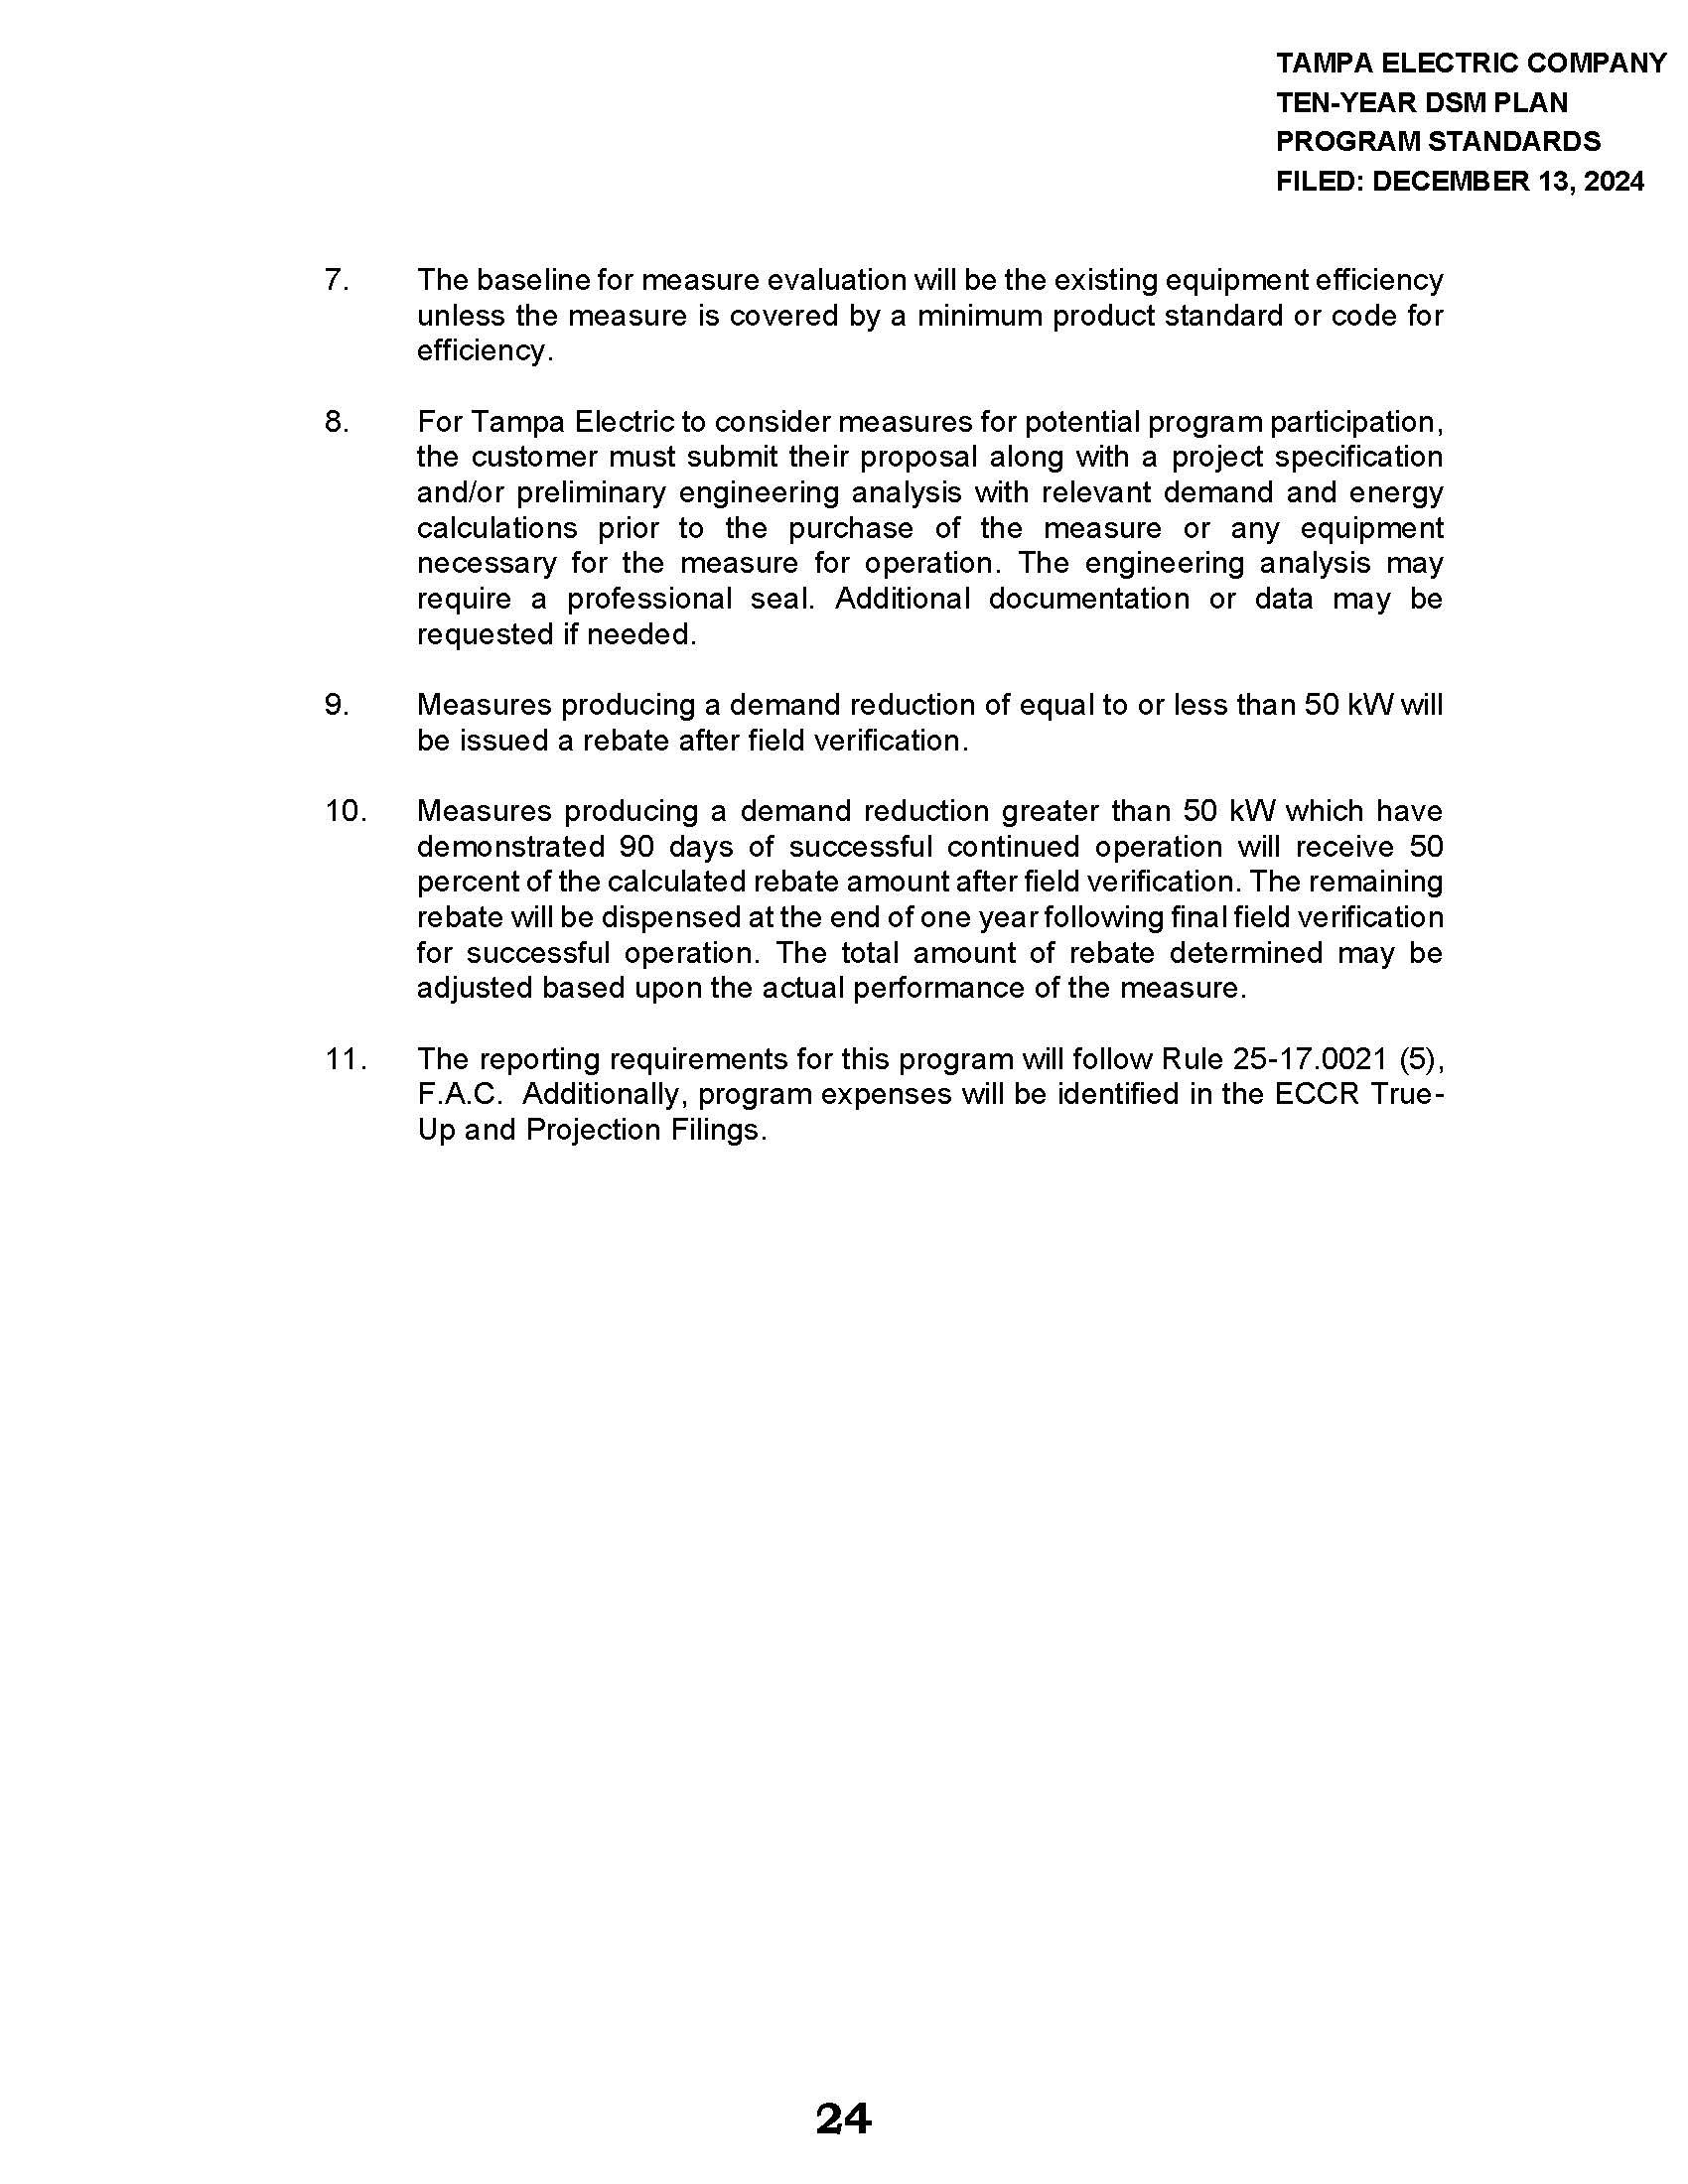 TAMPA ELECTRIC COMPANY
TEN-YEAR DSM PLAN
PROGRAM STANDARDS
FILED: DECEMBER 13, 2024
7. The baseline for measure evaluation will be the existing equipment efficiency
unless the measure is covered by a minimum product standard or code for
efficiency.
8. For Tampa Electric to consider measures for potential program participation,
the customer must submit their proposal along with a project specification
and/or preliminary engineering analysis with relevant demand and energy
calculations prior to the purchase of the measure or any equipment
necessary for the measure for operation. The engineering analysis may
require a professional seal. Additional documentation or data may be
requested if needed.
9. Measures producing a demand reduction of equal to or less than 50 kW will
be issued a rebate after field verification.
10. Measures producing a demand reduction greater than 50 kW which have
demonstrated 90 days of successful continued operation will receive 50
percent of the calculated rebate amount after field verification. The remaining
rebate will be dispensed at the end of one year following final field verification
for successful operation. The total amount of rebate determined may be
adjusted based upon the actual performance of the measure.
11. The reporting requirements for this program will follow Rule 25-17.0021 (5),
F.A.C.  Additionally, program expenses will be identified in the ECCR True-
Up and Projection Filings.
24